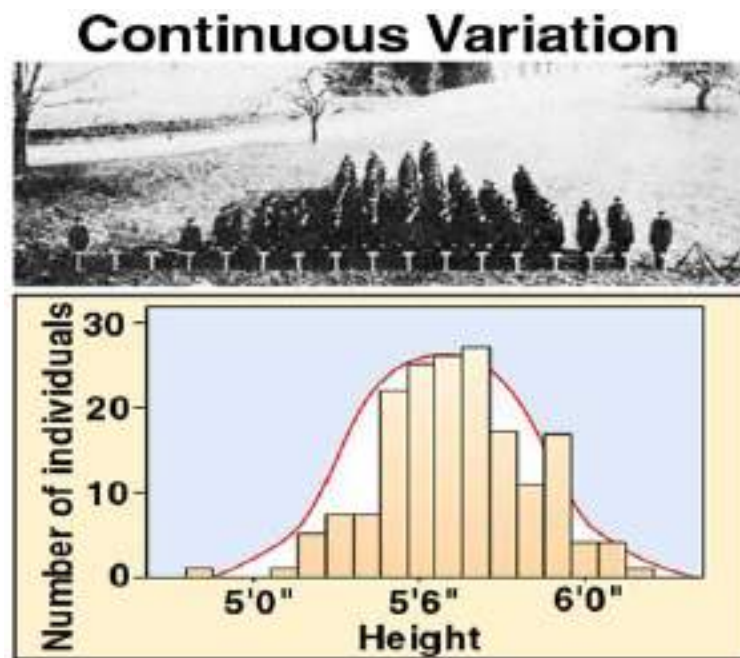 Continuous Variation
Number of individuals
30
20
10
0
5'0" 5'6" 6'0"
Height